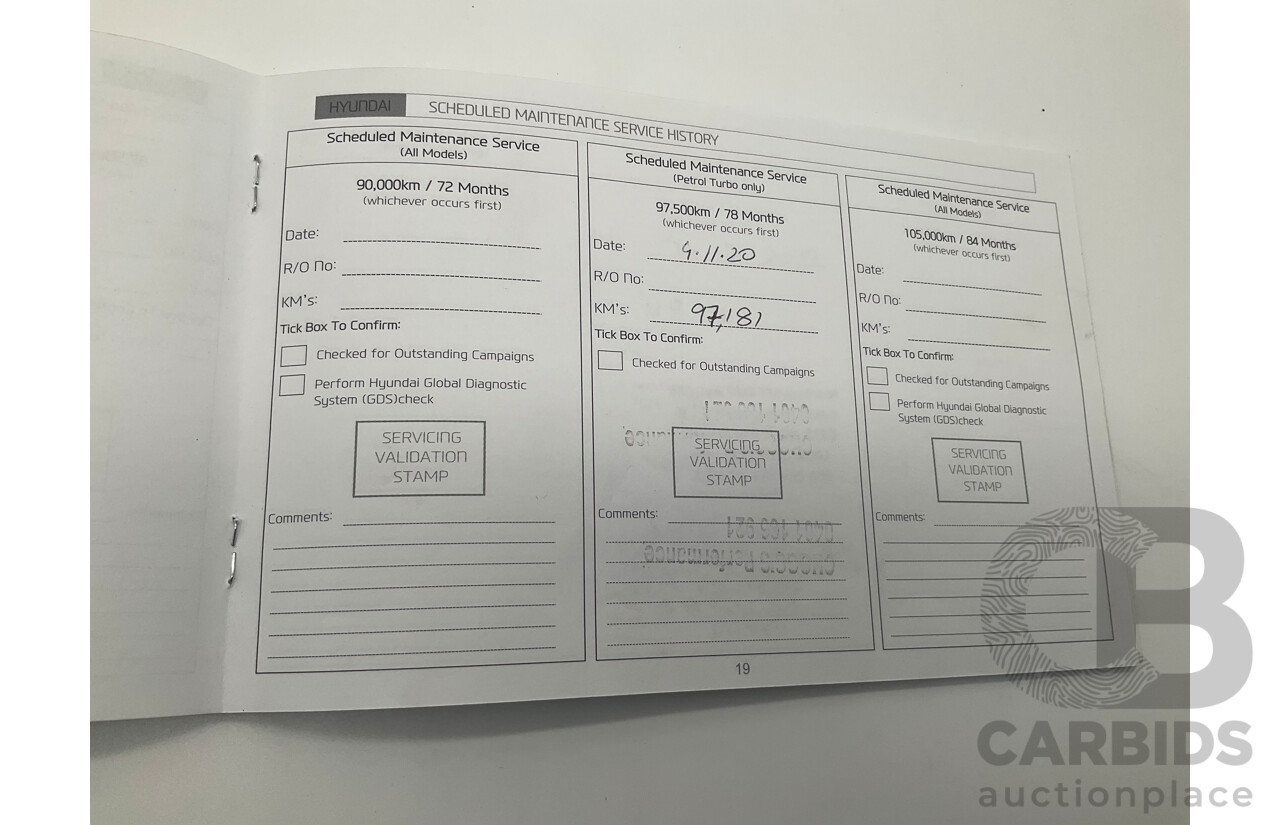 HYUNDAI SCHEDULED MAINTENANCE SERVICE HISTORY
Scheduled Maintenance Service
(All Models)
90,000km / 72 Months
(whichever occurs first)
Date:
R/O No:
KM's:
Tick Box To Confirm:
Checked for Outstanding Campaigns
Perform Hyundai Global Diagnostic
System (GDS)check
SERVICING
VALIDATION
STAMP
Comments:
Scheduled Maintenance Service
(Petrol Turbo only)
97,500km / 78 Months
(whichever occurs first)
Date: 9.11.20
R/O No:
KM's: 97,181
Tick Box To Confirm:
Checked for Outstanding Campaigns
SERVICING
VALIDATION
STAMP
Comments:
Scheduled Maintenance Service
(All Models)
105,000km / 84 Months
(whichever occurs first)
Date:
R/O No:
KM's:
Tick Box To Confirm:
Checked for Outstanding Campaigns
Perform Hyundai Global Diagnostic
System (GDS)check
SERVICING
VALIDATION
STAMP
Comments:
19
CB
CARBIDS
auctionplace